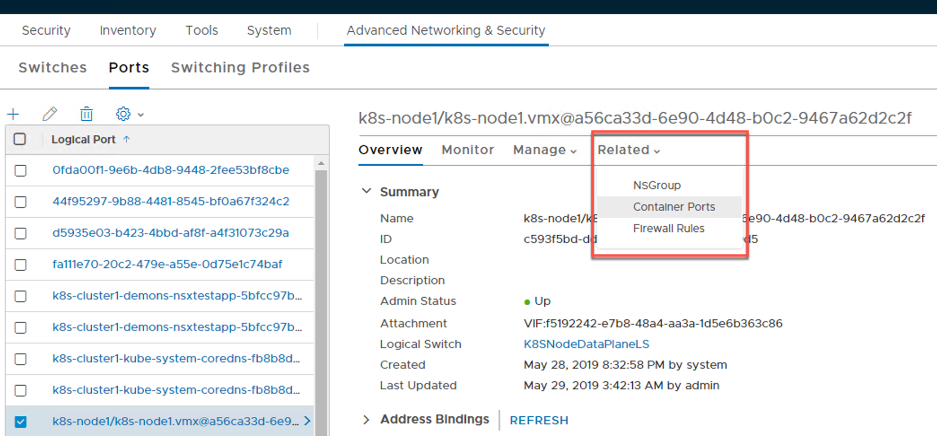 Security Inventory Tools System Advanced Networking & Security
Switches Ports Switching Profiles
k8s-node1/k8s-node1.vmx@a56ca33d-6e90-4d48-b0c2-9467a62d2c2f
Logical Port
0fda00f1-9e6b-4db8-9448-2fee53bf8cbe
44f95297-9b88-4481-8545-bf0a67f324c2
d5935e03-b423-4bbd-af8f-a4f31073c29a
fa111e70-20c2-479e-a55e-0d75e1c74baf
k8s-cluster1-demons-nsxtestapp-5bfcc97b...
k8s-cluster1-demons-nsxtestapp-5bfcc97b...
k8s-cluster1-kube-system-coredns-fb8b8d...
k8s-cluster1-kube-system-coredns-fb8b8d...
k8s-node1/k8s-node1.vmx@a56ca33d-6e9...
Overview Monitor Manage Related
NSGroup
Container Ports
Firewall Rules
Summary
Name k8s-node1/k8 6e90-4d48-b0c2-9467a62d2c2f
ID c593f5bd-dd d5
Location
Description
Admin Status Up
Attachment VIF:f5192242-e7b8-48a4-aa3a-1d5e6b363c86
Logical Switch K8SNodeDataPlaneLS
Created May 28, 2019 8:32:58 PM by system
Last Updated May 29, 2019 3:42:13 AM by admin
Address Bindings REFRESH